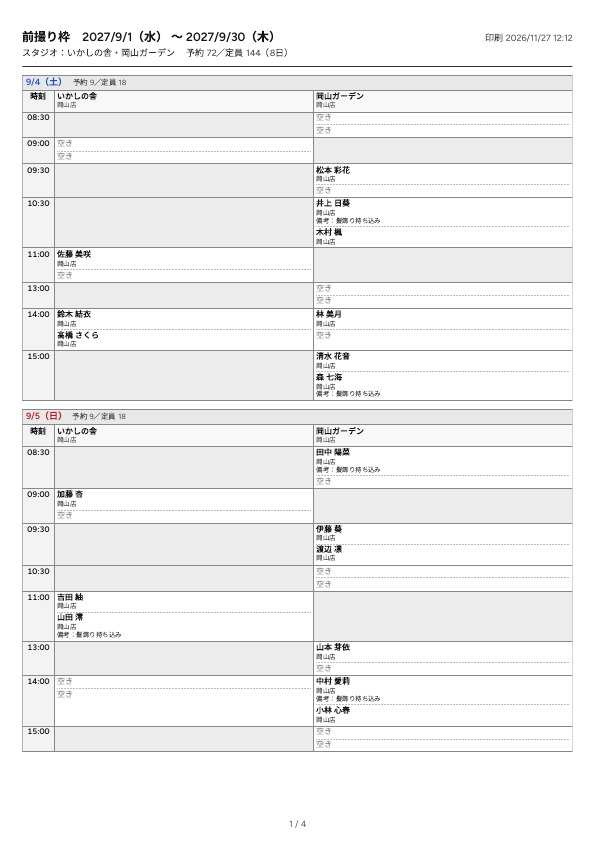 前撮り枠　2027/9/1（水）～ 2027/9/30（木）
印刷 2026/11/27 12:12
スタジオ：いかしの舎・岡山ガーデン　予約 72／定員 144（8日）
9/4（土）　予約 9／定員 18
時刻 いかしの舎 岡山ガーデン
岡山店 岡山店
08:30 空き
空き
09:00 空き
空き
09:30 松本 彩花
岡山店
空き
10:30 井上 日葵
岡山店
備考：髪飾り持ち込み
木村 楓
岡山店
11:00 佐藤 美咲
岡山店
空き
13:00 空き
空き
14:00 鈴木 結衣 林 美月
岡山店 岡山店
高橋 さくら 空き
岡山店
15:00 清水 花音
岡山店
森 七海
岡山店
備考：髪飾り持ち込み
9/5（日）　予約 9／定員 18
時刻 いかしの舎 岡山ガーデン
岡山店 岡山店
08:30 田中 陽菜
岡山店
備考：髪飾り持ち込み
空き
09:00 加藤 杏
岡山店
空き
09:30 伊藤 葵
岡山店
渡辺 凛
岡山店
10:30 空き
空き
11:00 吉田 紬
岡山店
山田 澪
岡山店
備考：髪飾り持ち込み
13:00 山本 芽依
岡山店
空き
14:00 空き 中村 愛莉
空き 岡山店
備考：髪飾り持ち込み
小林 心春
岡山店
15:00 空き
空き
1 / 4